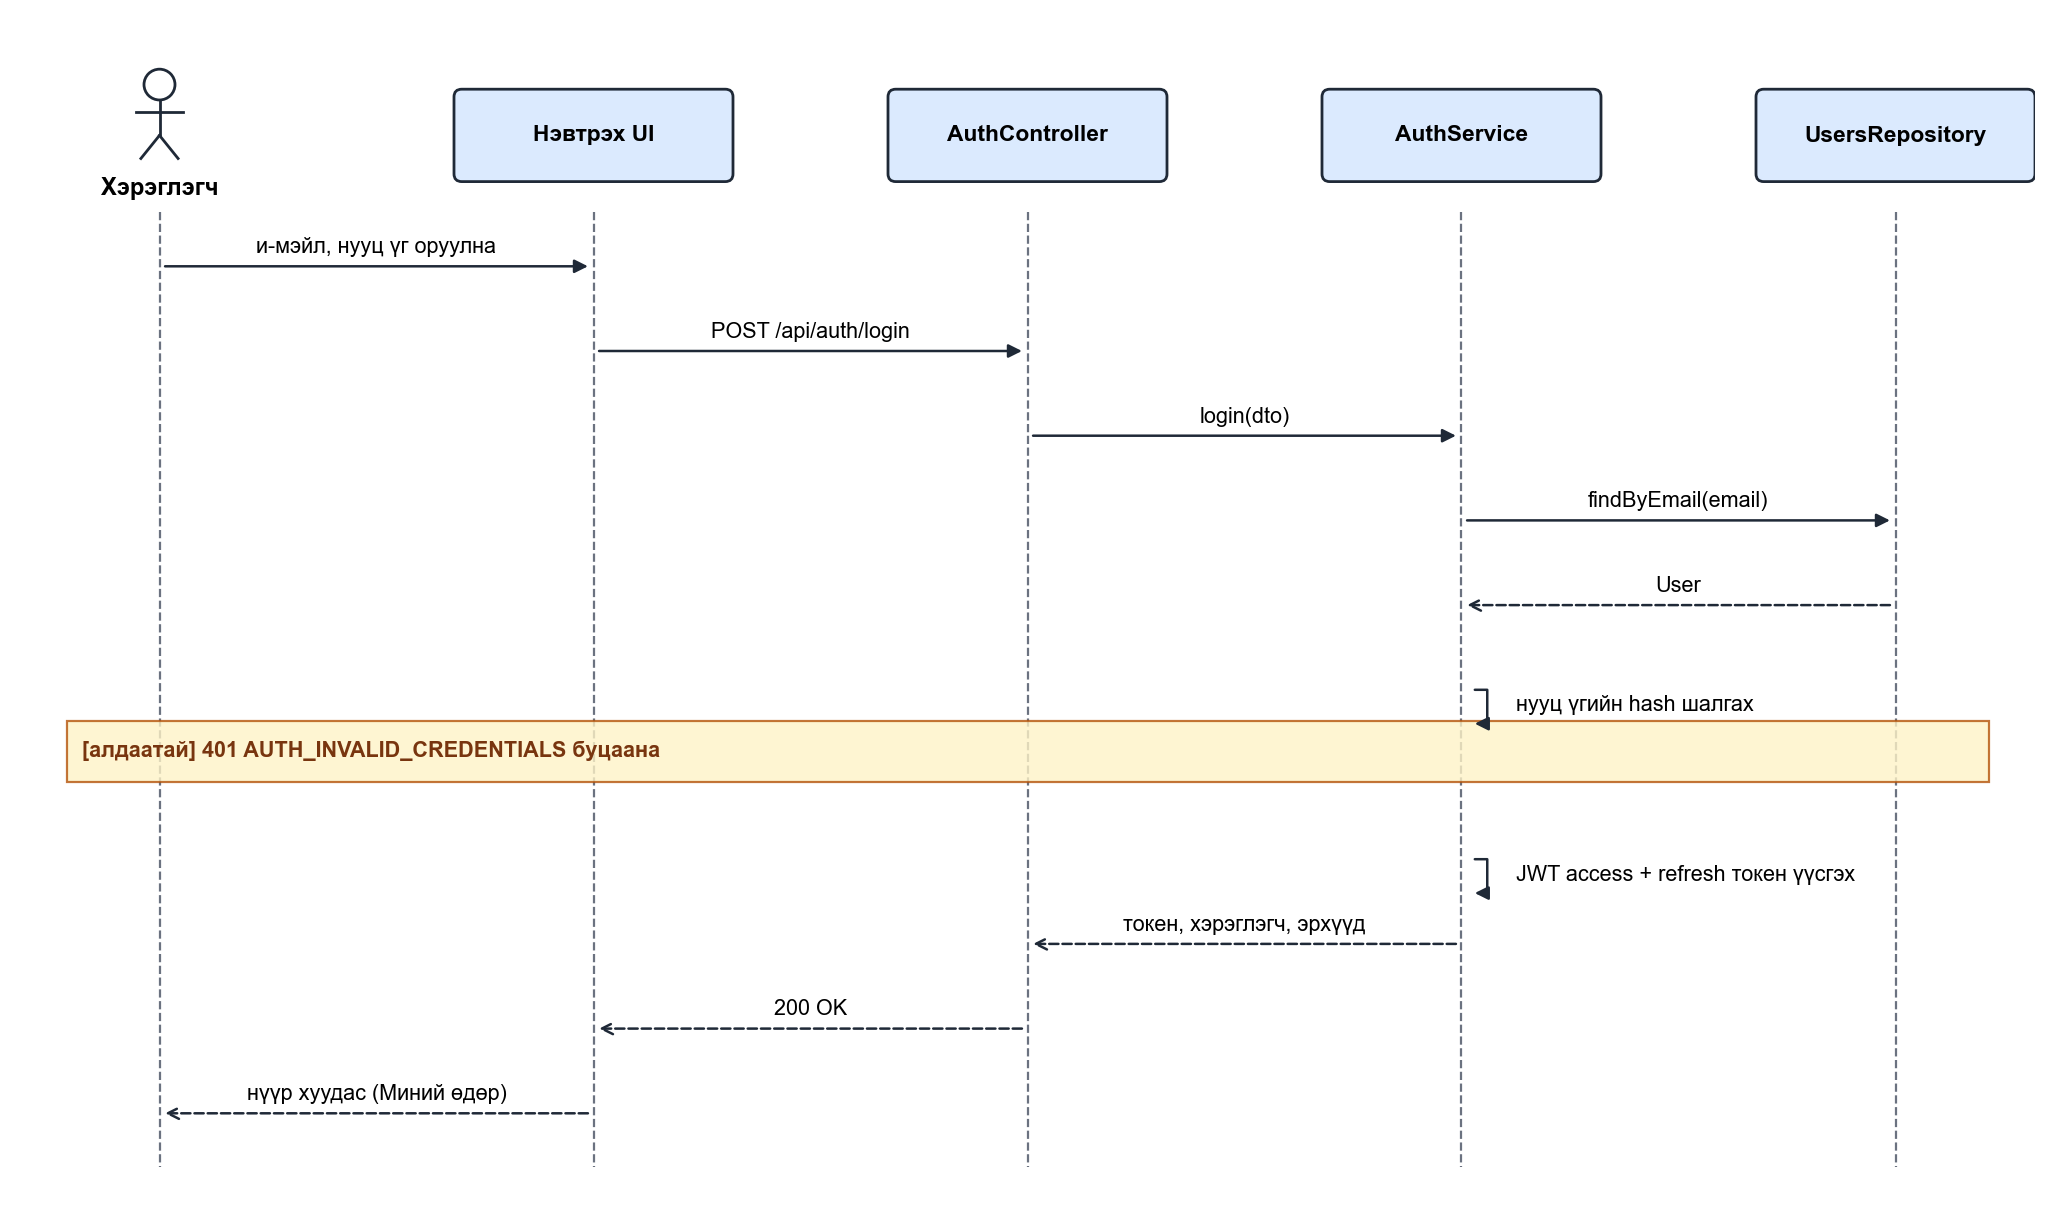 Хэрэглэгч
Нэвтрэх UI
AuthController
AuthService
UsersRepository
и-мэйл, нууц үг оруулна
POST /api/auth/login
login(dto)
findByEmail(email)
User
нууц үгийн hash шалгах
[алдаатай] 401 AUTH_INVALID_CREDENTIALS буцаана
JWT access + refresh токен үүсгэх
токен, хэрэглэгч, эрхүүд
200 OK
нүүр хуудас (Миний өдөр)